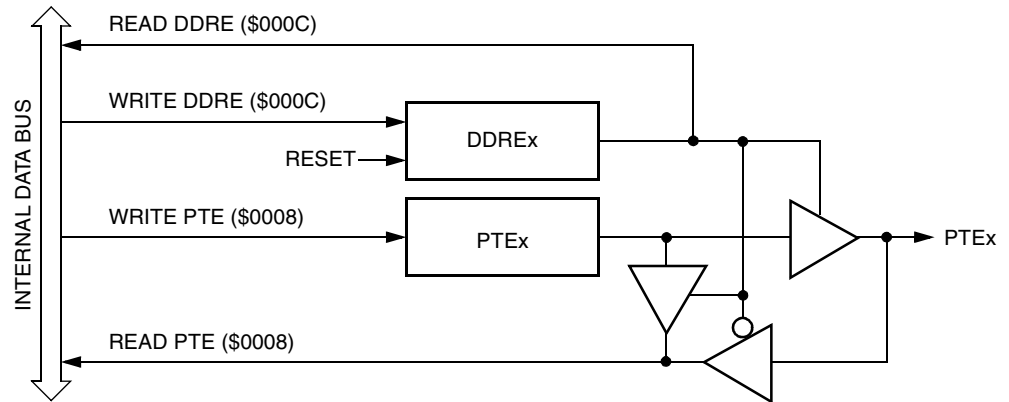 READ DDRE ($000C)
WRITE DDRE ($000C)
DDREx
RESET
WRITE PTE ($0008)
PTEx
PTEx
READ PTE ($0008)
INTERNAL DATA BUS